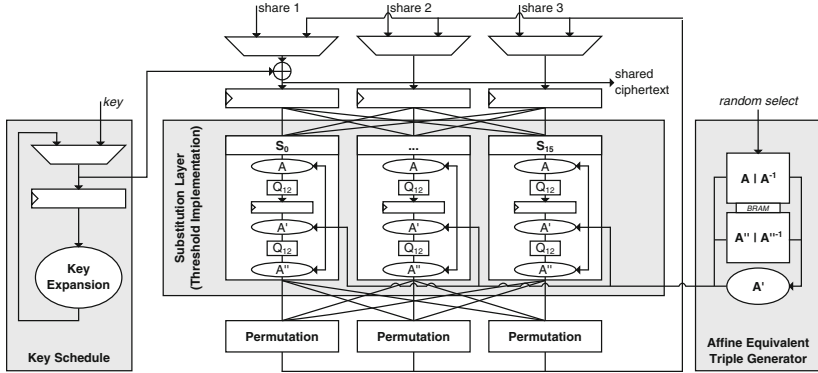 share 1
share 2
share 3
shared
ciphertext
key
random select
Substitution Layer
(Threshold Implementation)
S0
...
S15
A
A
A
Q12
Q12
Q12
A'
A'
A'
Q12
Q12
Q12
A''
A''
A''
A | A-1
BRAM
A'' | A''-1
A'
Key
Expansion
Permutation
Permutation
Permutation
Key Schedule
Affine Equivalent
Triple Generator